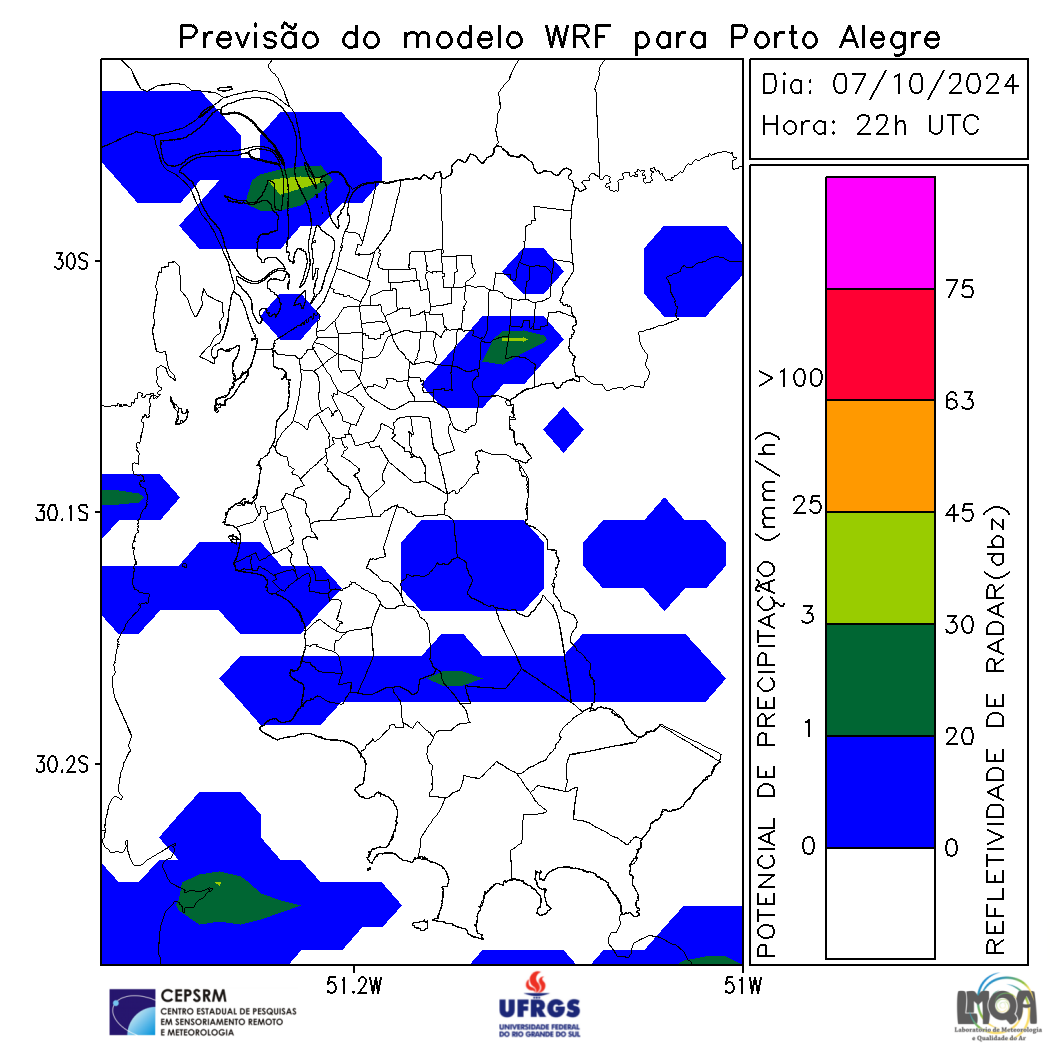 Previsão do modelo WRF para Porto Alegre
Dia: 07/10/2024
Hora: 22h UTC
30S
30.1S
30.2S
51.2W
51W
POTENCIAL DE PRECIPITAÇÃO (mm/h)
>100
25
3
1
0
75
63
45
30
20
0
REFLETIVIDADE DE RADAR(dbz)
CEPSRM
CENTRO ESTADUAL DE PESQUISAS
EM SENSORIAMENTO REMOTO
E METEOROLOGIA
UFRGS
UNIVERSIDADE FEDERAL
DO RIO GRANDE DO SUL
LMQA
Laboratório de Meteorologia
e Qualidade do Ar